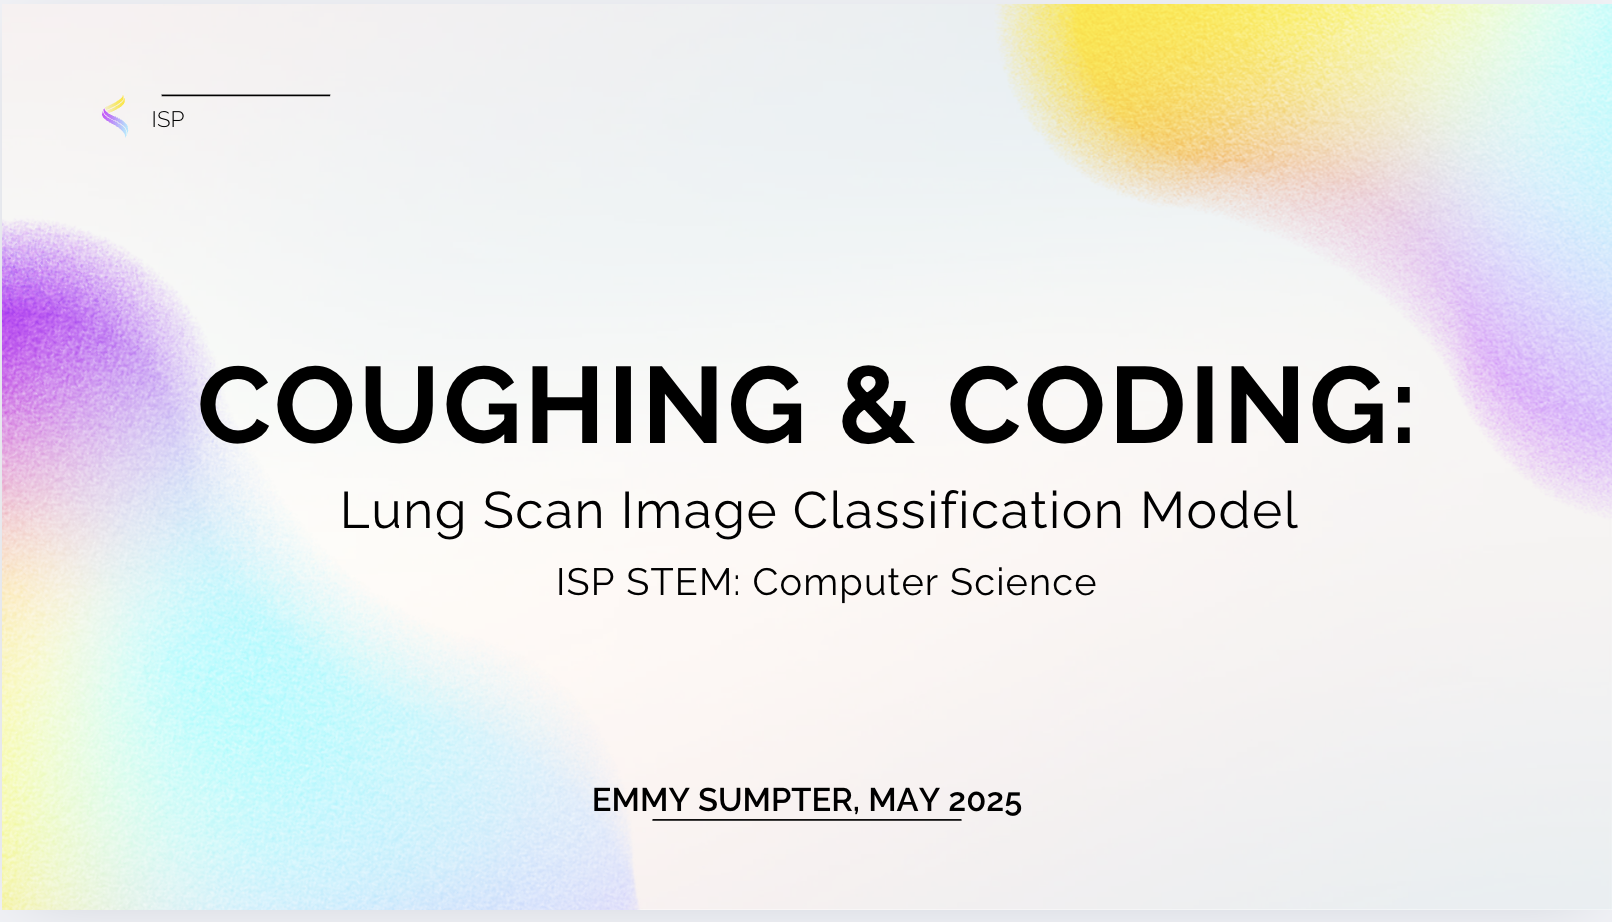 ISP
COUGHING & CODING:
Lung Scan Image Classification Model
ISP STEM: Computer Science
EMMY SUMPTER, MAY 2025